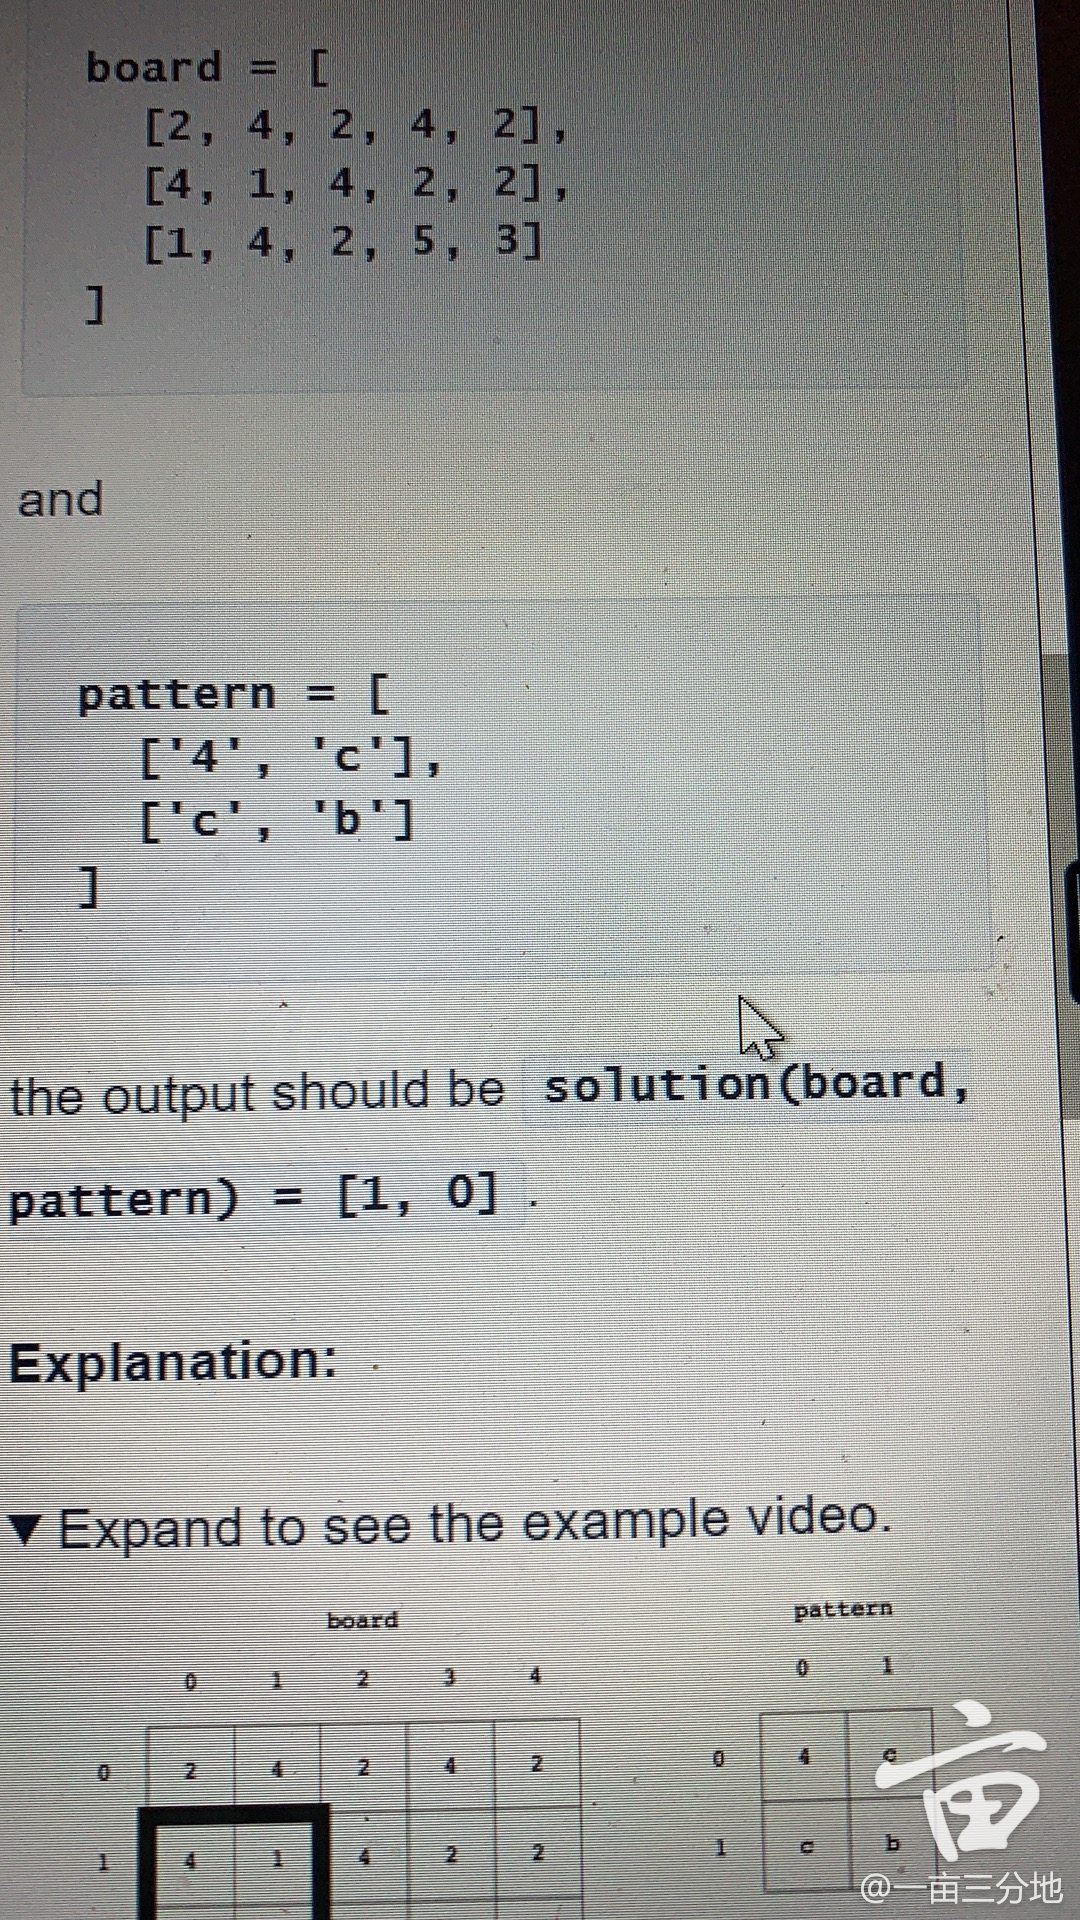 board = [
[2, 4, 2, 4, 2],
[4, 1, 4, 2, 2],
[1, 4, 2, 5, 3]
]
and
pattern = [
['4', 'c'],
['c', 'b']
]
the output should be solution(board,
pattern) = [1, 0] .
Explanation:
▼ Expand to see the example video.
board pattern
0 1 2 3 4 0 1
0 2 4 2 4 2 0 4 c
1 4 1 4 2 2 1 c b
亩
@一亩三分地